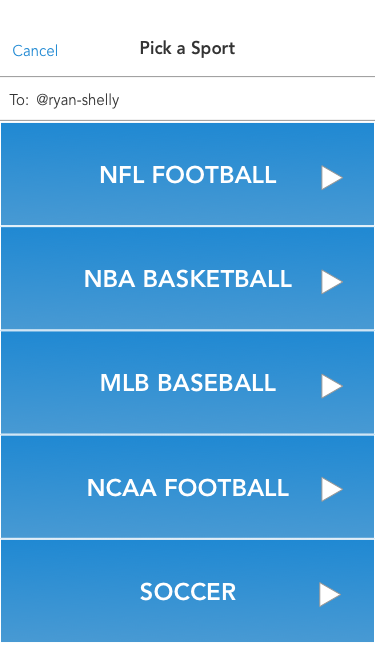 Cancel Pick a Sport
To: @ryan-shelly
NFL FOOTBALL
NBA BASKETBALL
MLB BASEBALL
NCAA FOOTBALL
SOCCER